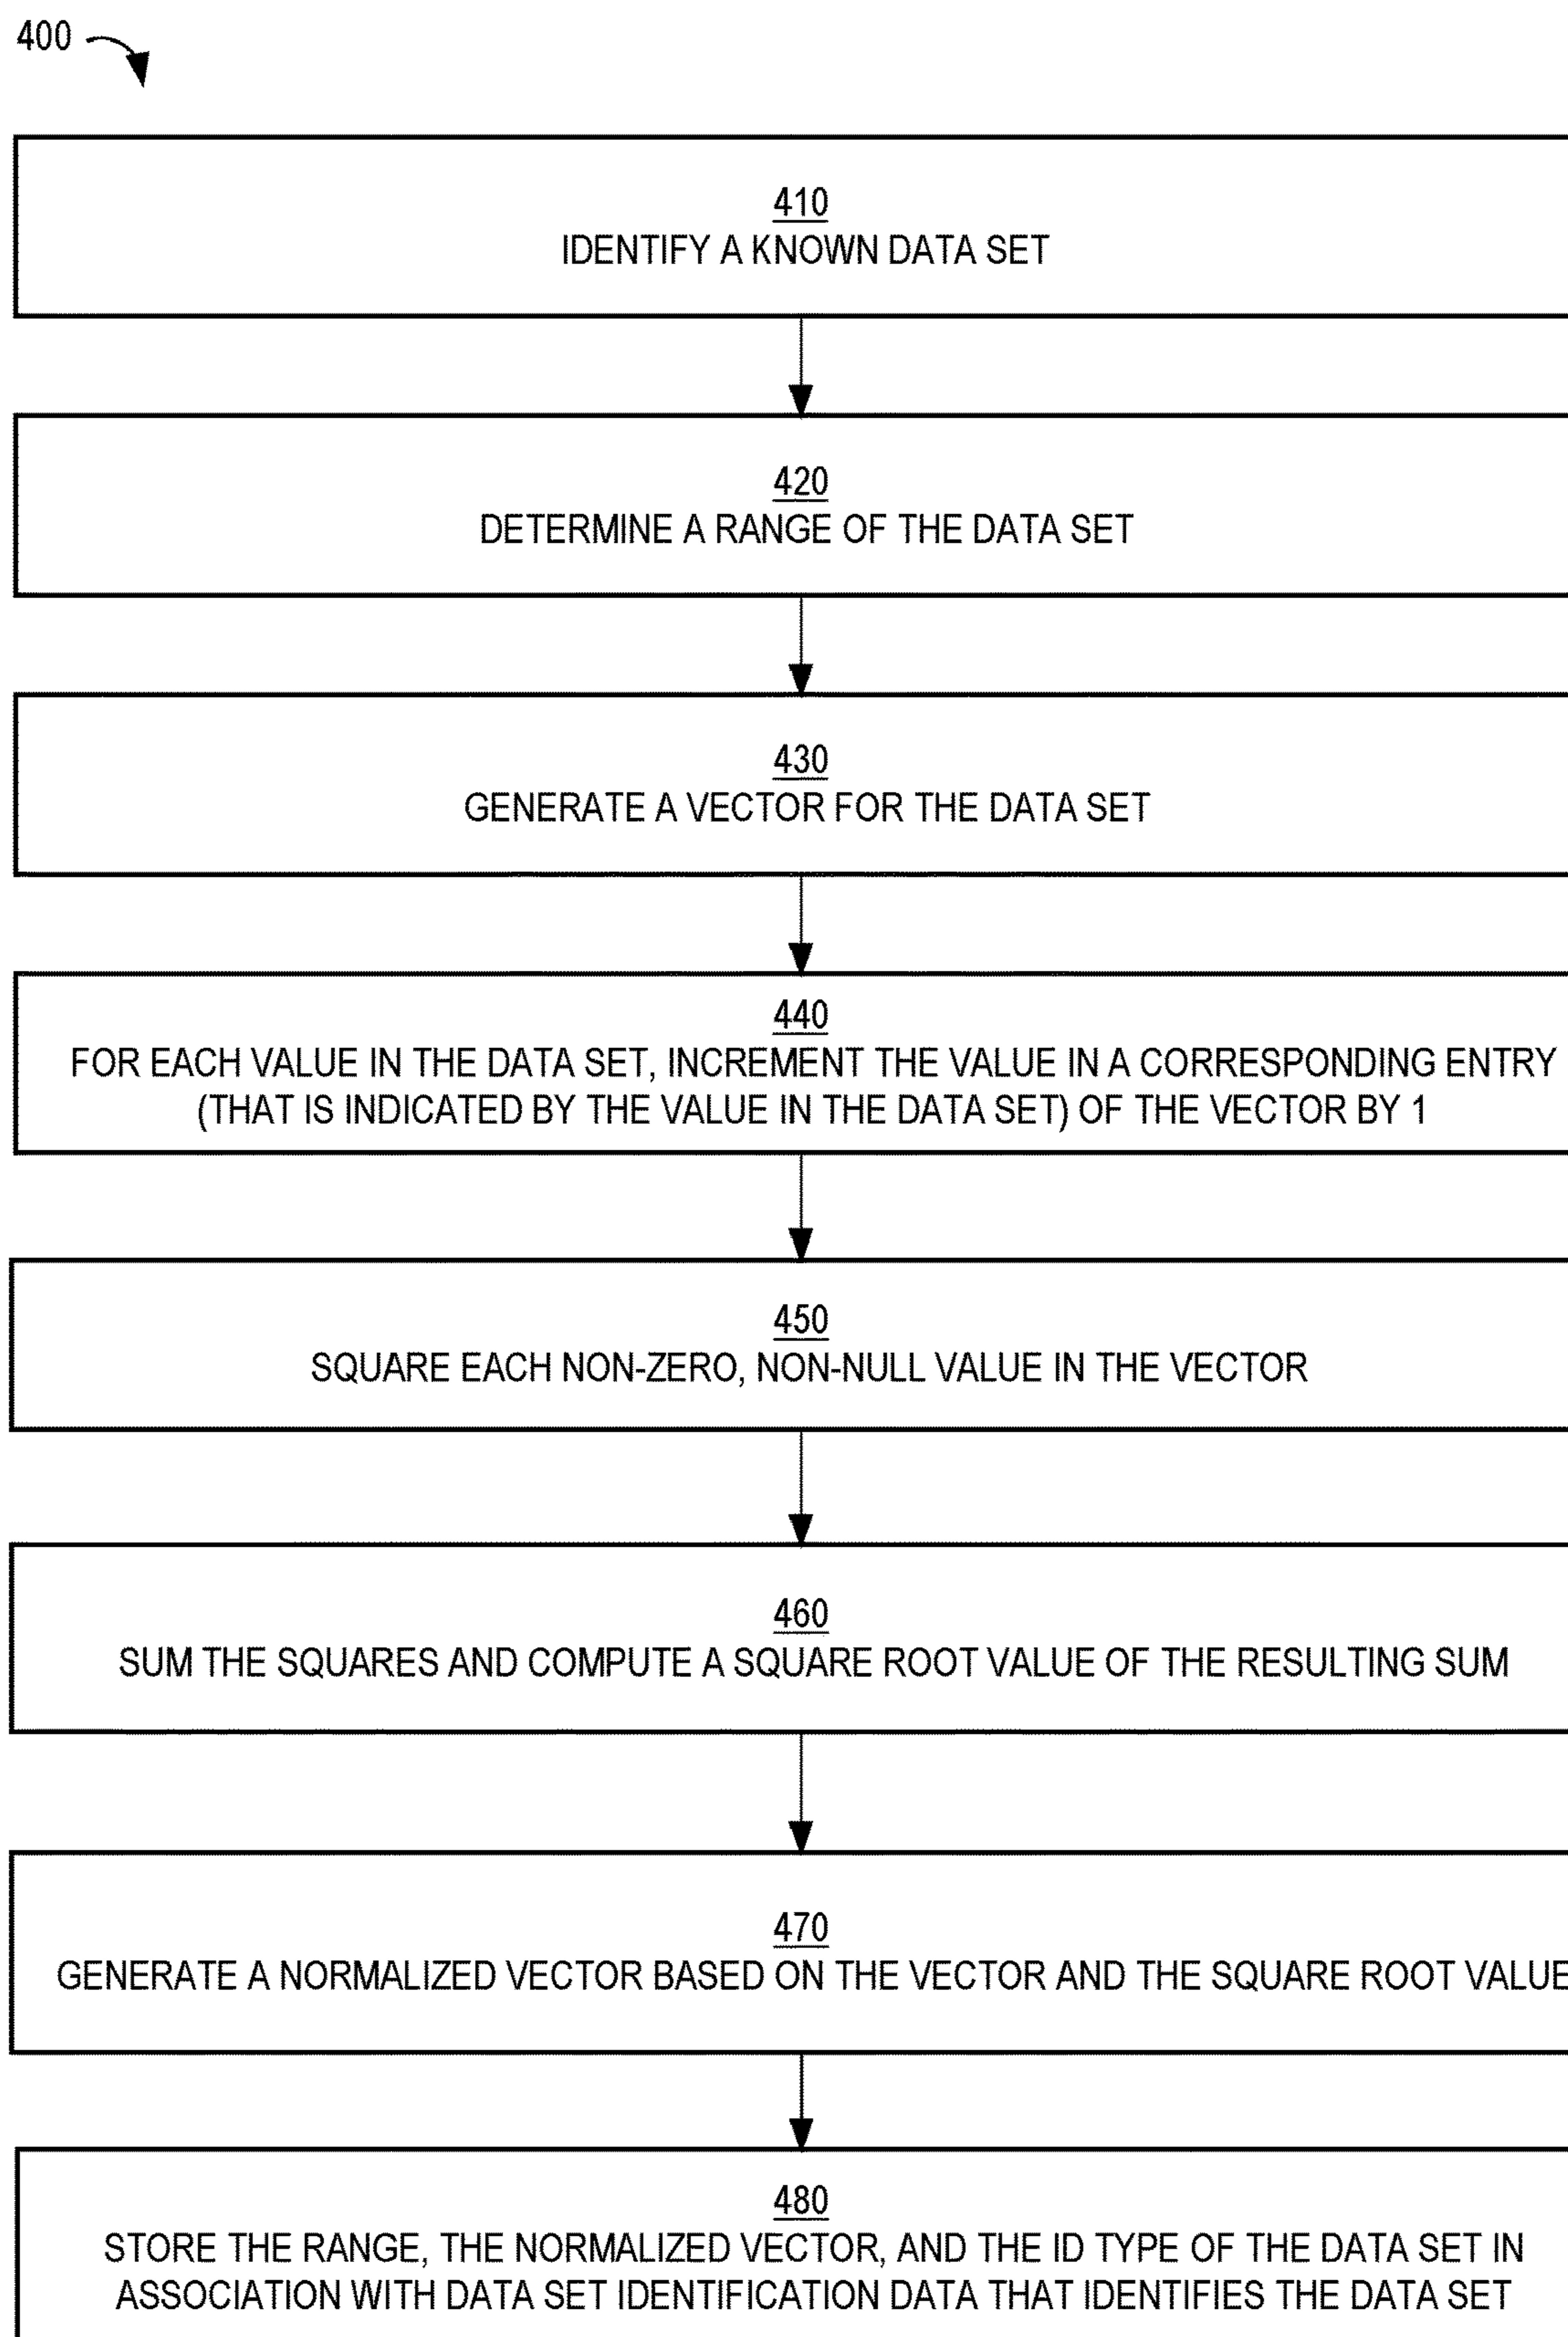 400
410
IDENTIFY A KNOWN DATA SET
420
DETERMINE A RANGE OF THE DATA SET
430
GENERATE A VECTOR FOR THE DATA SET
440
FOR EACH VALUE IN THE DATA SET, INCREMENT THE VALUE IN A CORRESPONDING ENTRY
(THAT IS INDICATED BY THE VALUE IN THE DATA SET) OF THE VECTOR BY 1
450
SQUARE EACH NON-ZERO, NON-NULL VALUE IN THE VECTOR
460
SUM THE SQUARES AND COMPUTE A SQUARE ROOT VALUE OF THE RESULTING SUM
470
GENERATE A NORMALIZED VECTOR BASED ON THE VECTOR AND THE SQUARE ROOT VALUE
480
STORE THE RANGE, THE NORMALIZED VECTOR, AND THE ID TYPE OF THE DATA SET IN
ASSOCIATION WITH DATA SET IDENTIFICATION DATA THAT IDENTIFIES THE DATA SET